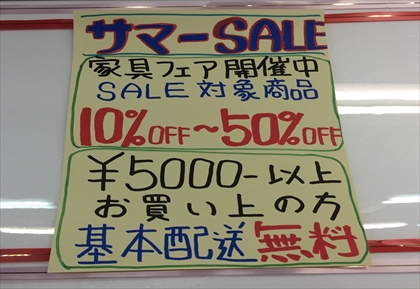 サマーSALE
家具フェア開催中
SALE対象商品
10%OFF～50%OFF
¥5000-以上
お買い上の方
基本配送無料